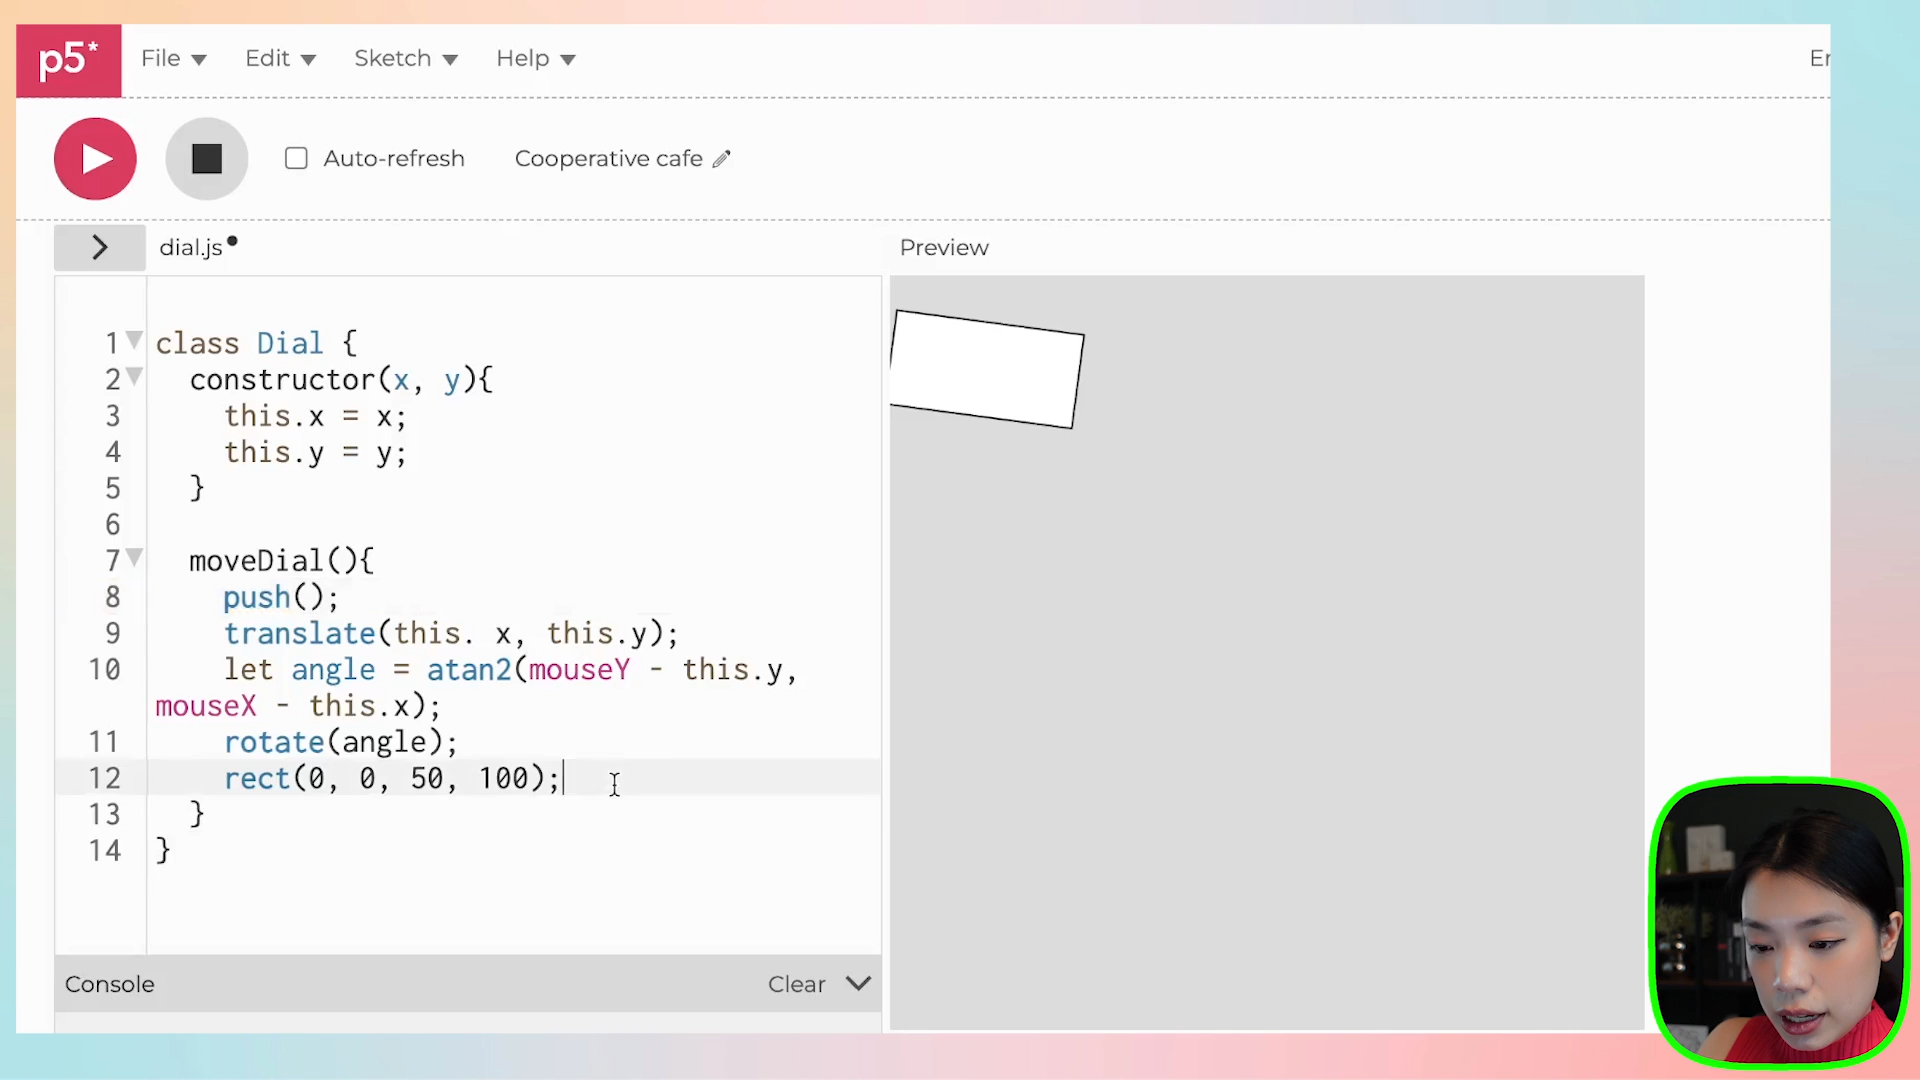 p5* File Edit Sketch Help En
Auto-refresh Cooperative cafe
dial.js Preview
1 class Dial {
2 constructor(x, y){
3 this.x = x;
4 this.y = y;
5 }
6
7 moveDial(){
8 push();
9 translate(this. x, this.y);
10 let angle = atan2(mouseY - this.y,
mouseX - this.x);
11 rotate(angle);
12 rect(0, 0, 50, 100);
13 }
14 }
Console Clear